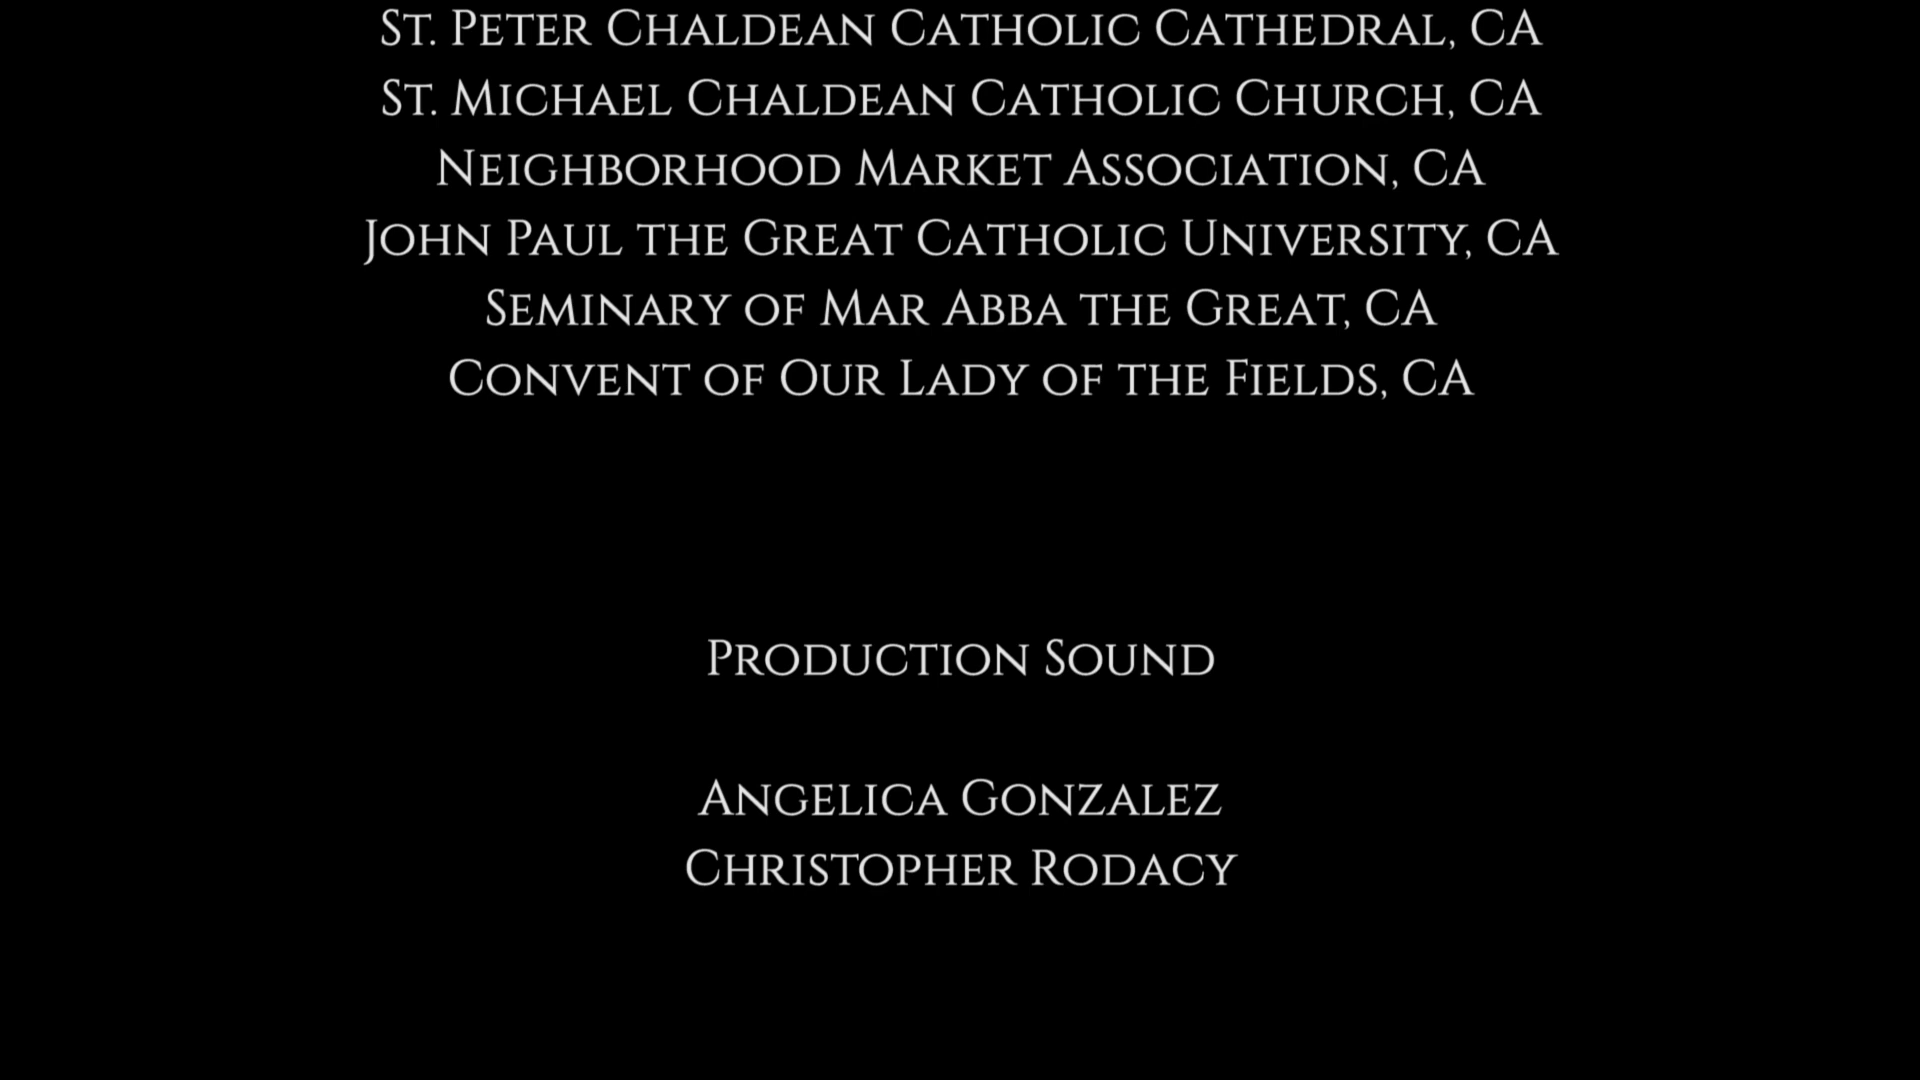 St. Peter Chaldean Catholic Cathedral, CA
St. Michael Chaldean Catholic Church, CA
Neighborhood Market Association, CA
John Paul the Great Catholic University, CA
Seminary of Mar Abba the Great, CA
Convent of Our Lady of the Fields, CA
Production Sound
Angelica Gonzalez
Christopher Rodacy